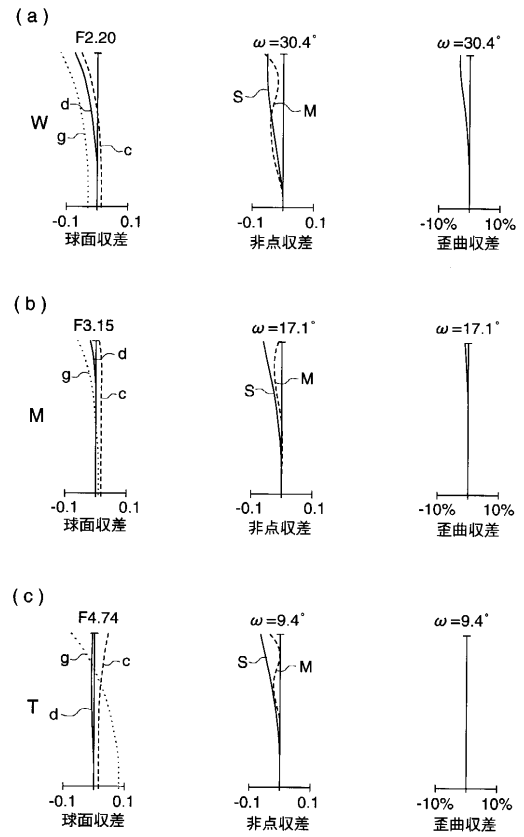 (a)
F2.20
ω=30.4°
ω=30.4°
W
d
g
c
S
M
-0.1
0.1
-0.1
0.1
-10%
10%
球面収差
非点収差
歪曲収差
(b)
F3.15
ω=17.1°
ω=17.1°
M
g
d
c
S
M
-0.1
0.1
-0.1
0.1
-10%
10%
球面収差
非点収差
歪曲収差
(c)
F4.74
ω=9.4°
ω=9.4°
T
g
c
d
S
M
-0.1
0.1
-0.1
0.1
-10%
10%
球面収差
非点収差
歪曲収差